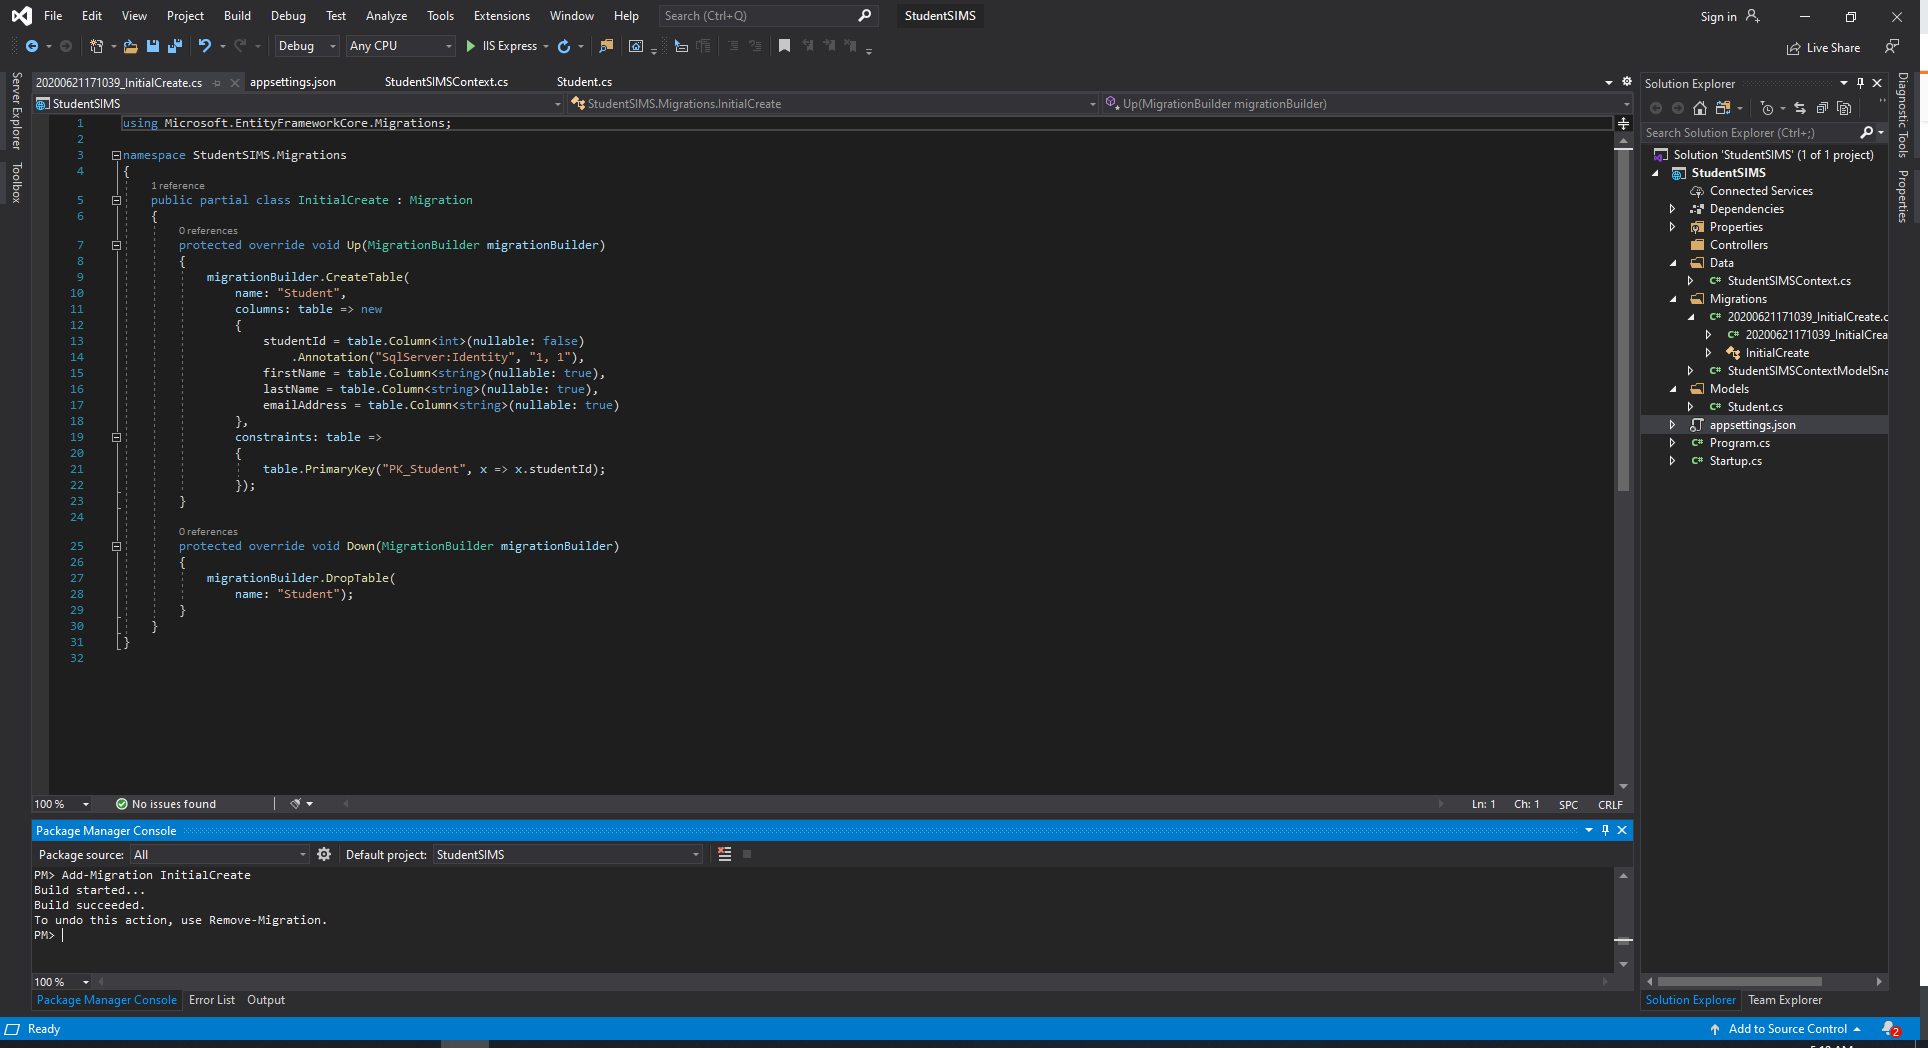 File Edit View Project Build Debug Test Analyze Tools Extensions Window Help Search (Ctrl+Q) StudentSIMS Sign in
Debug Any CPU IIS Express Live Share
20200621171039_InitialCreate.cs appsettings.json StudentSIMSContext.cs Student.cs
StudentSIMS StudentSIMS.Migrations.InitialCreate Up(MigrationBuilder migrationBuilder)
Server Explorer
Toolbox
1 using Microsoft.EntityFrameworkCore.Migrations;
2
3 namespace StudentSIMS.Migrations
4 {
1 reference
5 public partial class InitialCreate : Migration
6 {
0 references
7 protected override void Up(MigrationBuilder migrationBuilder)
8 {
9 migrationBuilder.CreateTable(
10 name: "Student",
11 columns: table => new
12 {
13 studentId = table.Column<int>(nullable: false)
14 .Annotation("SqlServer:Identity", "1, 1"),
15 firstName = table.Column<string>(nullable: true),
16 lastName = table.Column<string>(nullable: true),
17 emailAddress = table.Column<string>(nullable: true)
18 },
19 constraints: table =>
20 {
21 table.PrimaryKey("PK_Student", x => x.studentId);
22 });
23 }
24
0 references
25 protected override void Down(MigrationBuilder migrationBuilder)
26 {
27 migrationBuilder.DropTable(
28 name: "Student");
29 }
30 }
31 }
32
100 % No issues found Ln: 1 Ch: 1 SPC CRLF
Package Manager Console
Package source: All Default project: StudentSIMS
PM> Add-Migration InitialCreate
Build started...
Build succeeded.
To undo this action, use Remove-Migration.
PM>
100 %
Package Manager Console Error List Output
Solution Explorer
Search Solution Explorer (Ctrl+;)
Solution 'StudentSIMS' (1 of 1 project)
StudentSIMS
Connected Services
Dependencies
Properties
Controllers
Data
C# StudentSIMSContext.cs
Migrations
C# 20200621171039_InitialCreate.c
C# 20200621171039_InitialCrea
InitialCreate
C# StudentSIMSContextModelSna
Models
C# Student.cs
appsettings.json
C# Program.cs
C# Startup.cs
Solution Explorer Team Explorer
Diagnostic Tools
Properties
Ready Add to Source Control 2